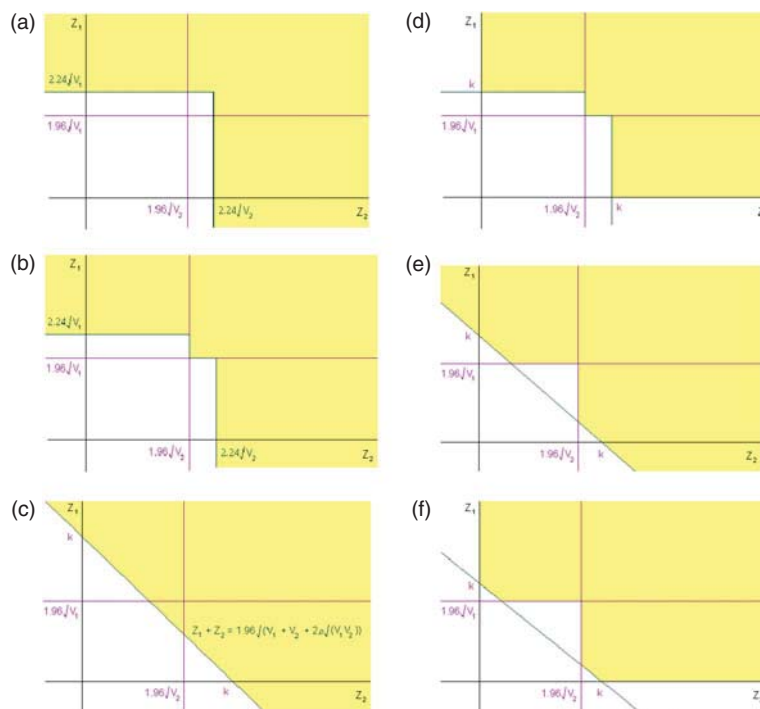 (a)
Z₁
2.24√V₁
1.96√V₁
1.96√V₂
2.24√V₂
Z₂
(b)
Z₁
2.24√V₁
1.96√V₁
1.96√V₂
2.24√V₂
Z₂
(c)
Z₁
k
1.96√V₁
Z₁ + Z₂ = 1.96√(V₁ + V₂ + 2ρ√(V₁V₂))
1.96√V₂
k
Z₂
(d)
Z₁
k
1.96√V₁
1.96√V₂
k
Z₂
(e)
Z₁
k
1.96√V₁
1.96√V₂
k
Z₂
(f)
Z₁
k
1.96√V₁
1.96√V₂
k
Z₂